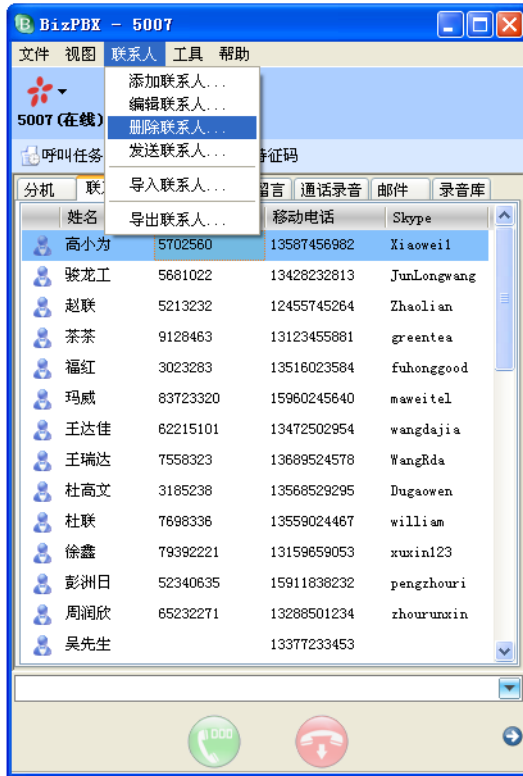 BizPBX - 5007
文件 视图 联系人 工具 帮助
添加联系人...
编辑联系人...
删除联系人...
发送联系人...
导入联系人...
导出联系人...
5007(在线)
呼叫任务 特征码
分机 联 留言 通话录音 邮件 录音库
姓名 移动电话 Skype
高小为 5702560 13587456982 Xiaowei1
骏龙工 5681022 13428232813 JunLongwang
赵联 5213232 12455745264 Zhaolian
茶茶 9128463 13123455881 greentea
福红 3023283 13516023584 fuhonggood
玛威 83723320 15960245640 maweitel
王达佳 62215101 13472502954 wangdajia
王瑞达 7558323 13689524578 WangRda
杜高文 3185238 13568529295 Dugaowen
杜联 7698336 13559024467 william
徐鑫 79392221 13159659053 xuxin123
彭洲日 52340635 15911838232 pengzhouri
周润欣 65232271 13288501234 zhourunxin
吴先生 13377233453